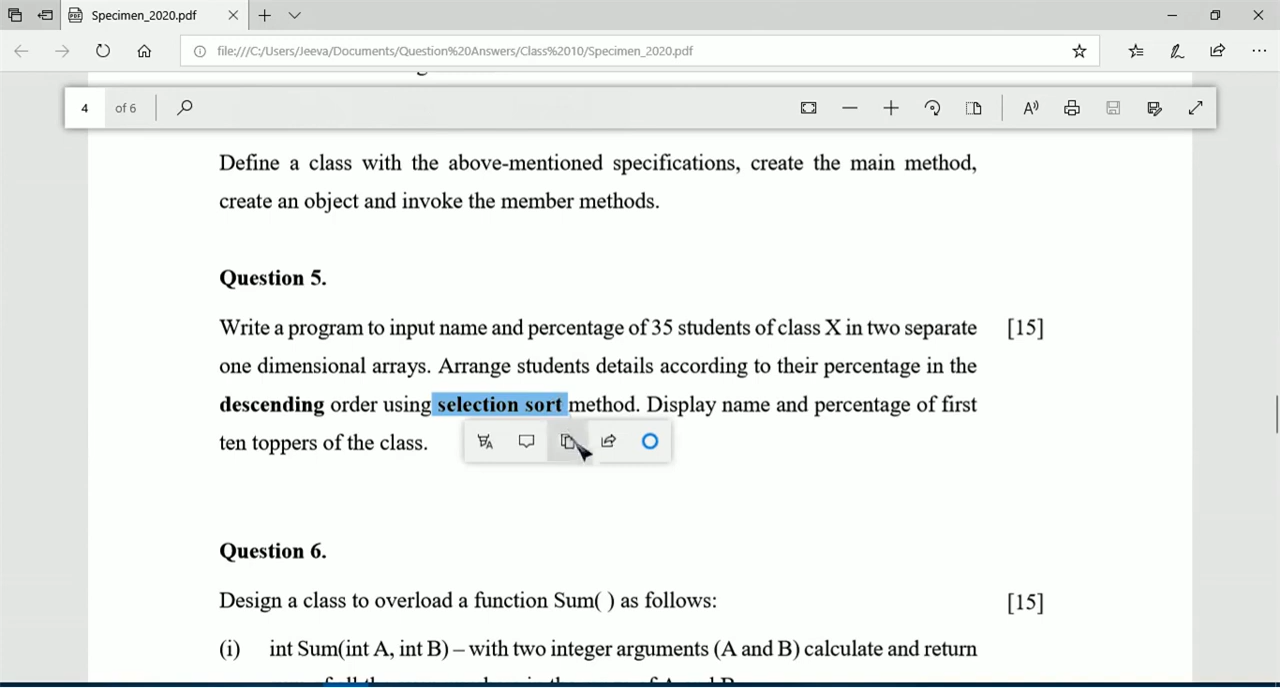 Specimen_2020.pdf
file:///C:/Users/Jeeva/Documents/Question%20Answers/Class%2010/Specimen_2020.pdf
4 of 6
Define a class with the above-mentioned specifications, create the main method,
create an object and invoke the member methods.
Question 5.
Write a program to input name and percentage of 35 students of class X in two separate [15]
one dimensional arrays. Arrange students details according to their percentage in the
descending order using selection sort method. Display name and percentage of first
ten toppers of the class.
Question 6.
Design a class to overload a function Sum( ) as follows: [15]
(i) int Sum(int A, int B) – with two integer arguments (A and B) calculate and return